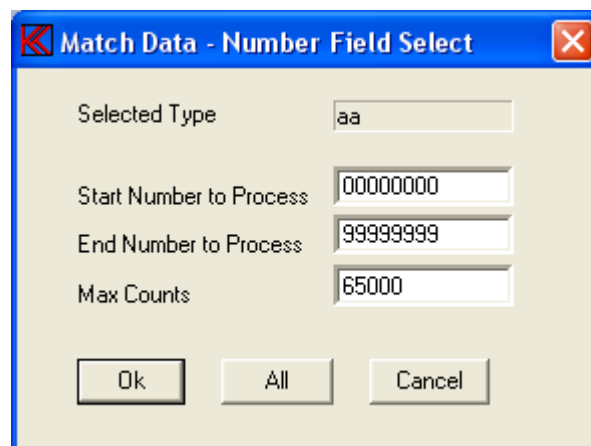 Match Data - Number Field Select
Selected Type aa
Start Number to Process 00000000
End Number to Process 99999999
Max Counts 65000
Ok All Cancel